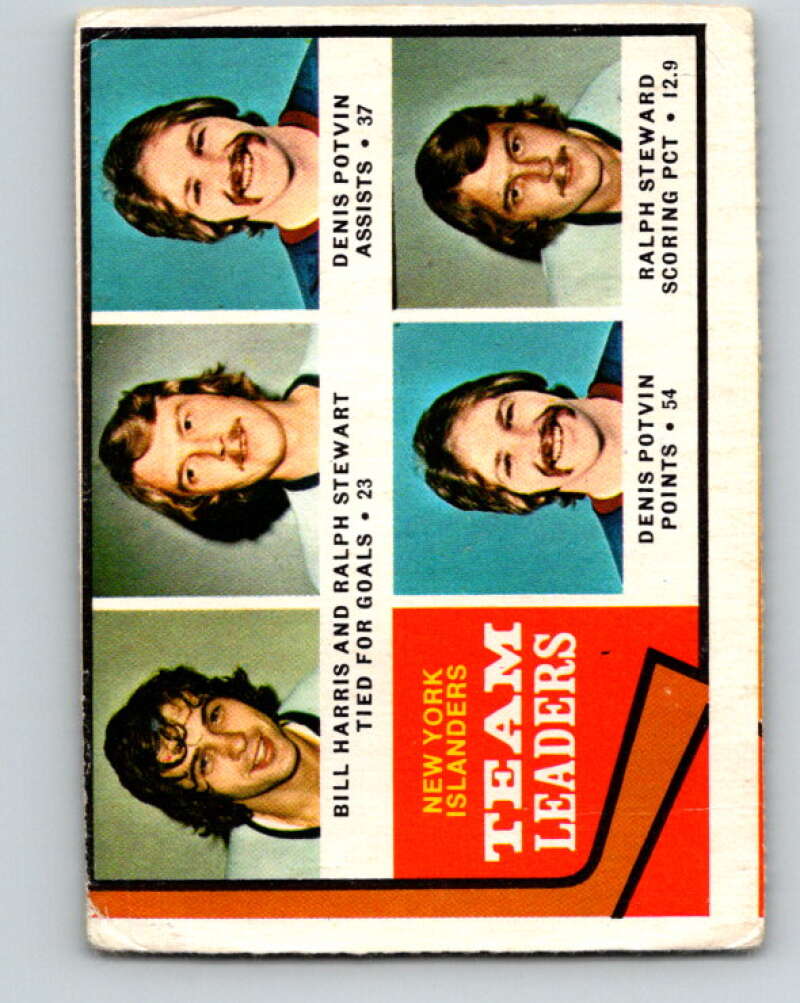 BILL HARRIS AND RALPH STEWART
TIED FOR GOALS • 23
DENIS POTVIN
ASSISTS • 37
NEW YORK
ISLANDERS
TEAM
LEADERS
DENIS POTVIN
POINTS • 54
RALPH STEWARD
SCORING PCT • 12.9